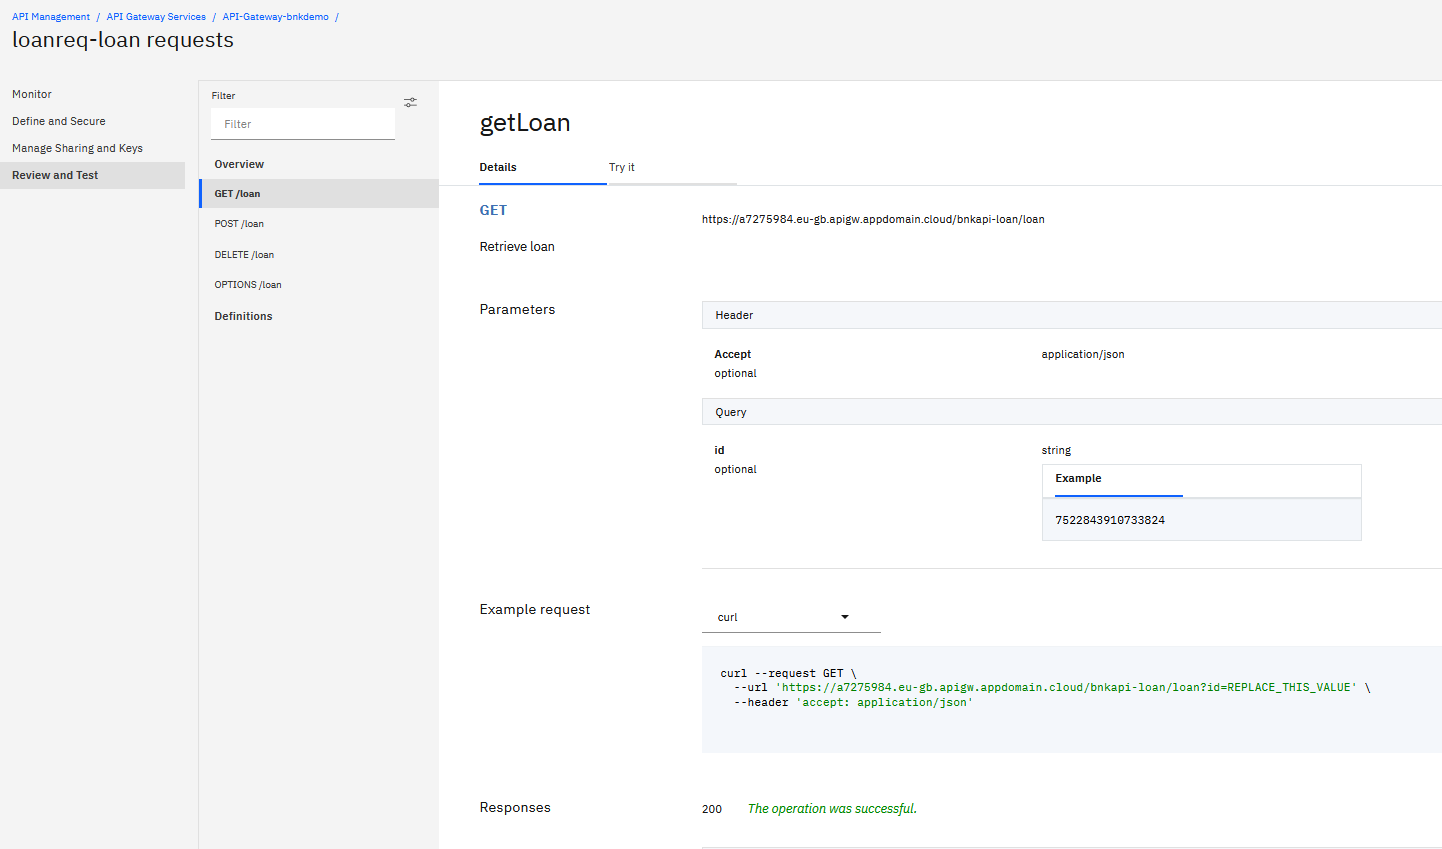 API Management / API Gateway Services / API-Gateway-bnkdemo /
loanreq-loan requests
Monitor
Define and Secure
Manage Sharing and Keys
Review and Test
Filter
Filter
Overview
GET /loan
POST /loan
DELETE /loan
OPTIONS /loan
Definitions
getLoan
Details Try it
GET https://a7275984.eu-gb.apigw.appdomain.cloud/bnkapi-loan/loan
Retrieve loan
Parameters
Header
Accept application/json
optional
Query
id string
optional
Example
7522843910733824
Example request
curl
curl --request GET \
--url 'https://a7275984.eu-gb.apigw.appdomain.cloud/bnkapi-loan/loan?id=REPLACE_THIS_VALUE' \
--header 'accept: application/json'
Responses 200 The operation was successful.